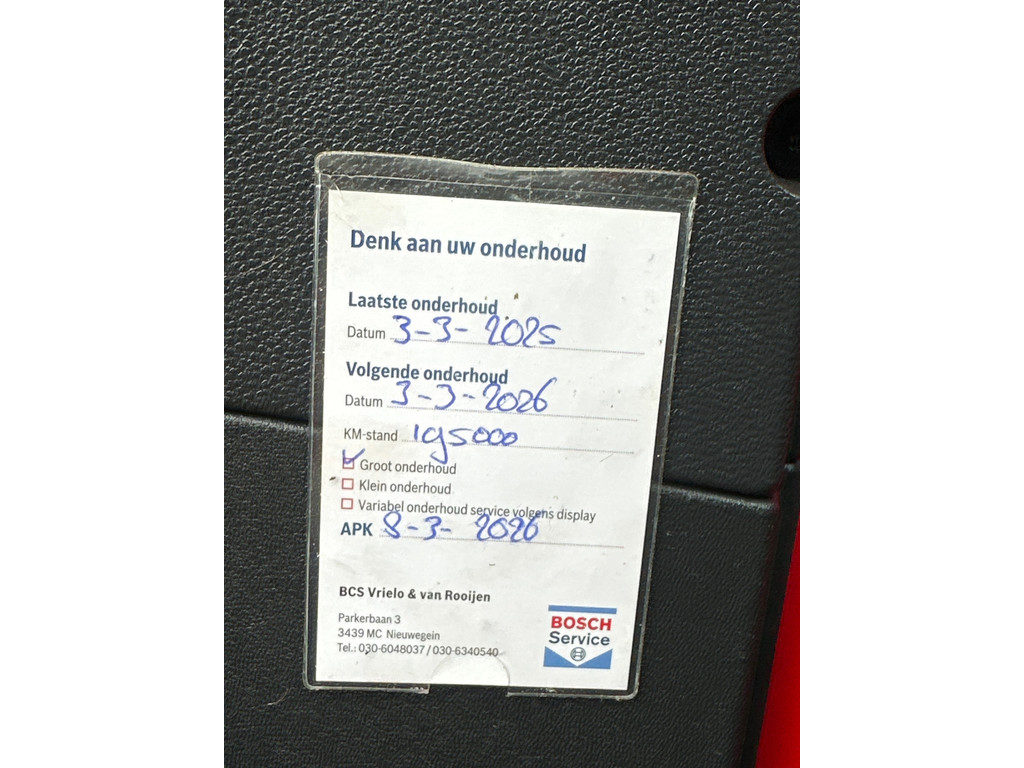 Denk aan uw onderhoud
Laatste onderhoud
Datum 3-3-2025
Volgende onderhoud
Datum 3-3-2026
KM-stand 195000
Groot onderhoud
Klein onderhoud
Variabel onderhoud service volgens display
APK 8-3-2026
BCS Vrielo & van Rooijen
Parkerbaan 3
3439 MC Nieuwegein
Tel.: 030-6048037 / 030-6340540
BOSCH
Service